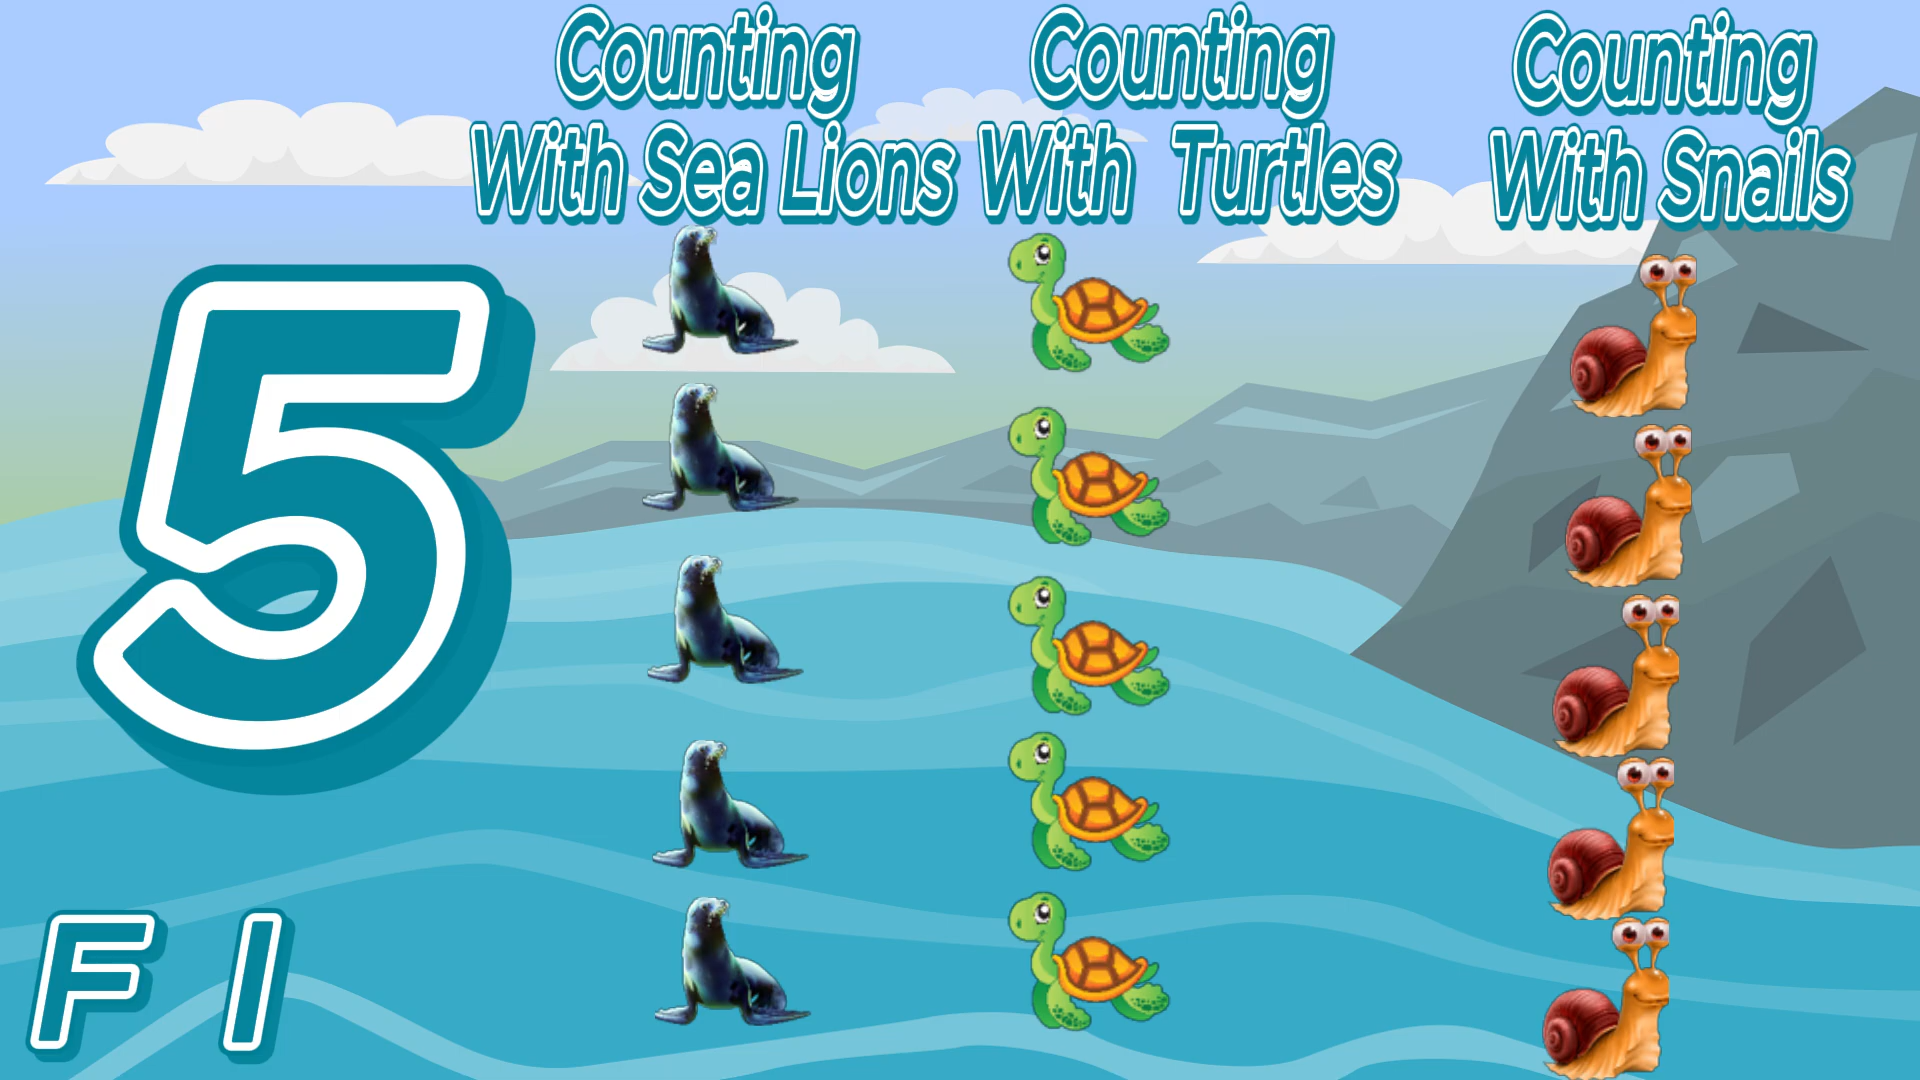 Counting
With Sea Lions
Counting
With Turtles
Counting
With Snails
5
F I